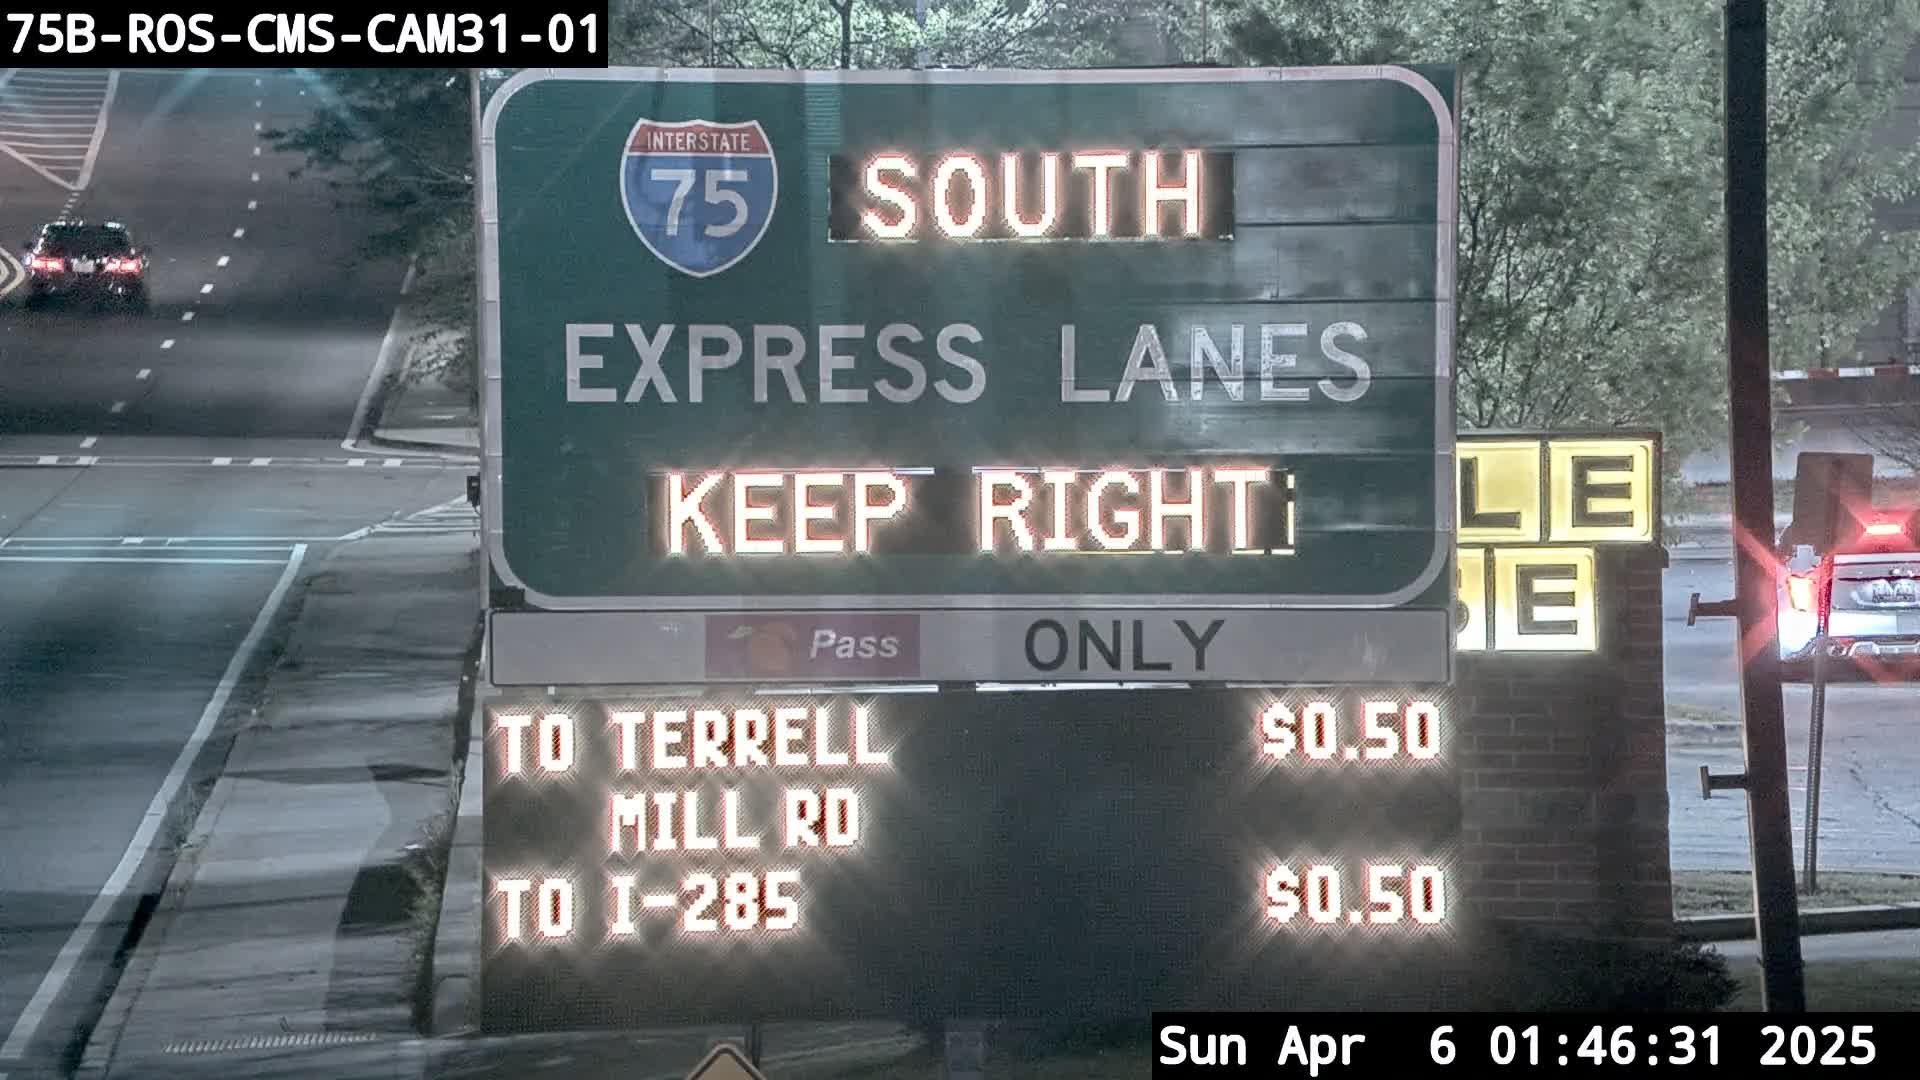 75B-ROS-CMS-CAM31-01
INTERSTATE
75
SOUTH
EXPRESS LANES
KEEP RIGHT
Pass ONLY
TO TERRELL $0.50
MILL RD
TO I-285 $0.50
LE
E
Sun Apr 6 01:46:31 2025